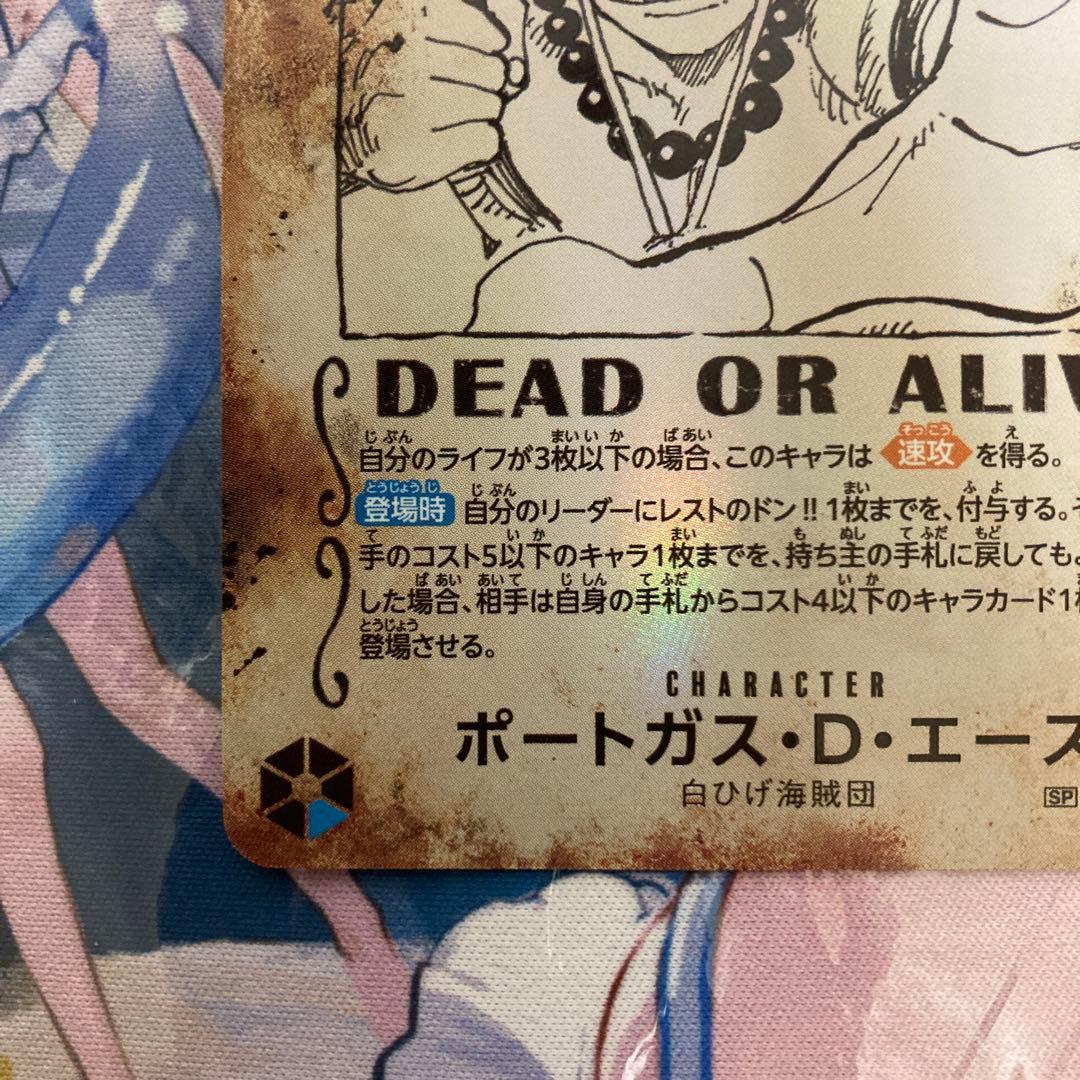 DEAD OR ALIV
自分のライフが3枚以下の場合、このキャラは 速攻 を得る。
登場時 自分のリーダーにレストのドン!!1枚までを、付与する。そ
手のコスト5以下のキャラ1枚までを、持ち主の手札に戻してもよ
した場合、相手は自身の手札からコスト4以下のキャラカード1枚
登場させる。
CHARACTER
ポートガス・D・エース
白ひげ海賊団
SP